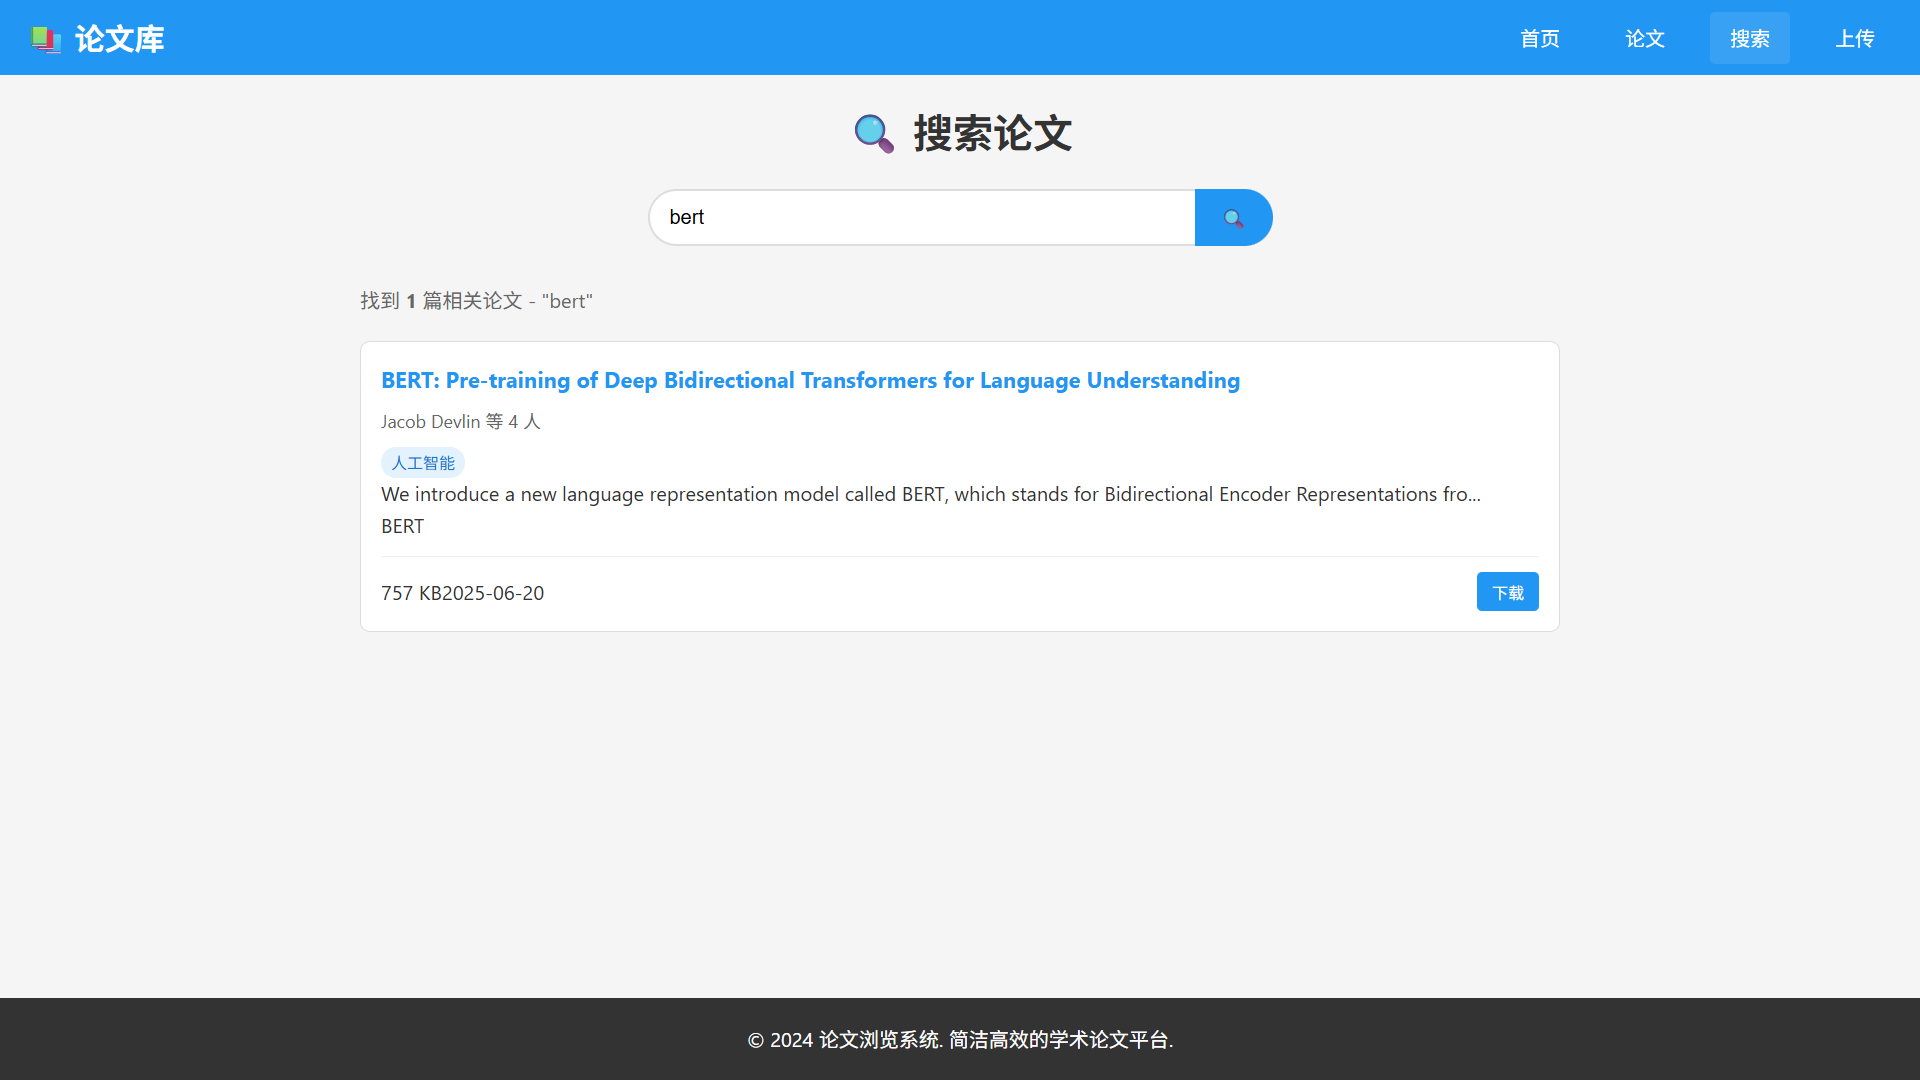 论文库
首页
论文
搜索
上传
搜索论文
bert
找到 1 篇相关论文 - "bert"
BERT: Pre-training of Deep Bidirectional Transformers for Language Understanding
Jacob Devlin 等 4 人
人工智能
We introduce a new language representation model called BERT, which stands for Bidirectional Encoder Representations fro...
BERT
757 KB2025-06-20
下载
© 2024 论文浏览系统. 简洁高效的学术论文平台.